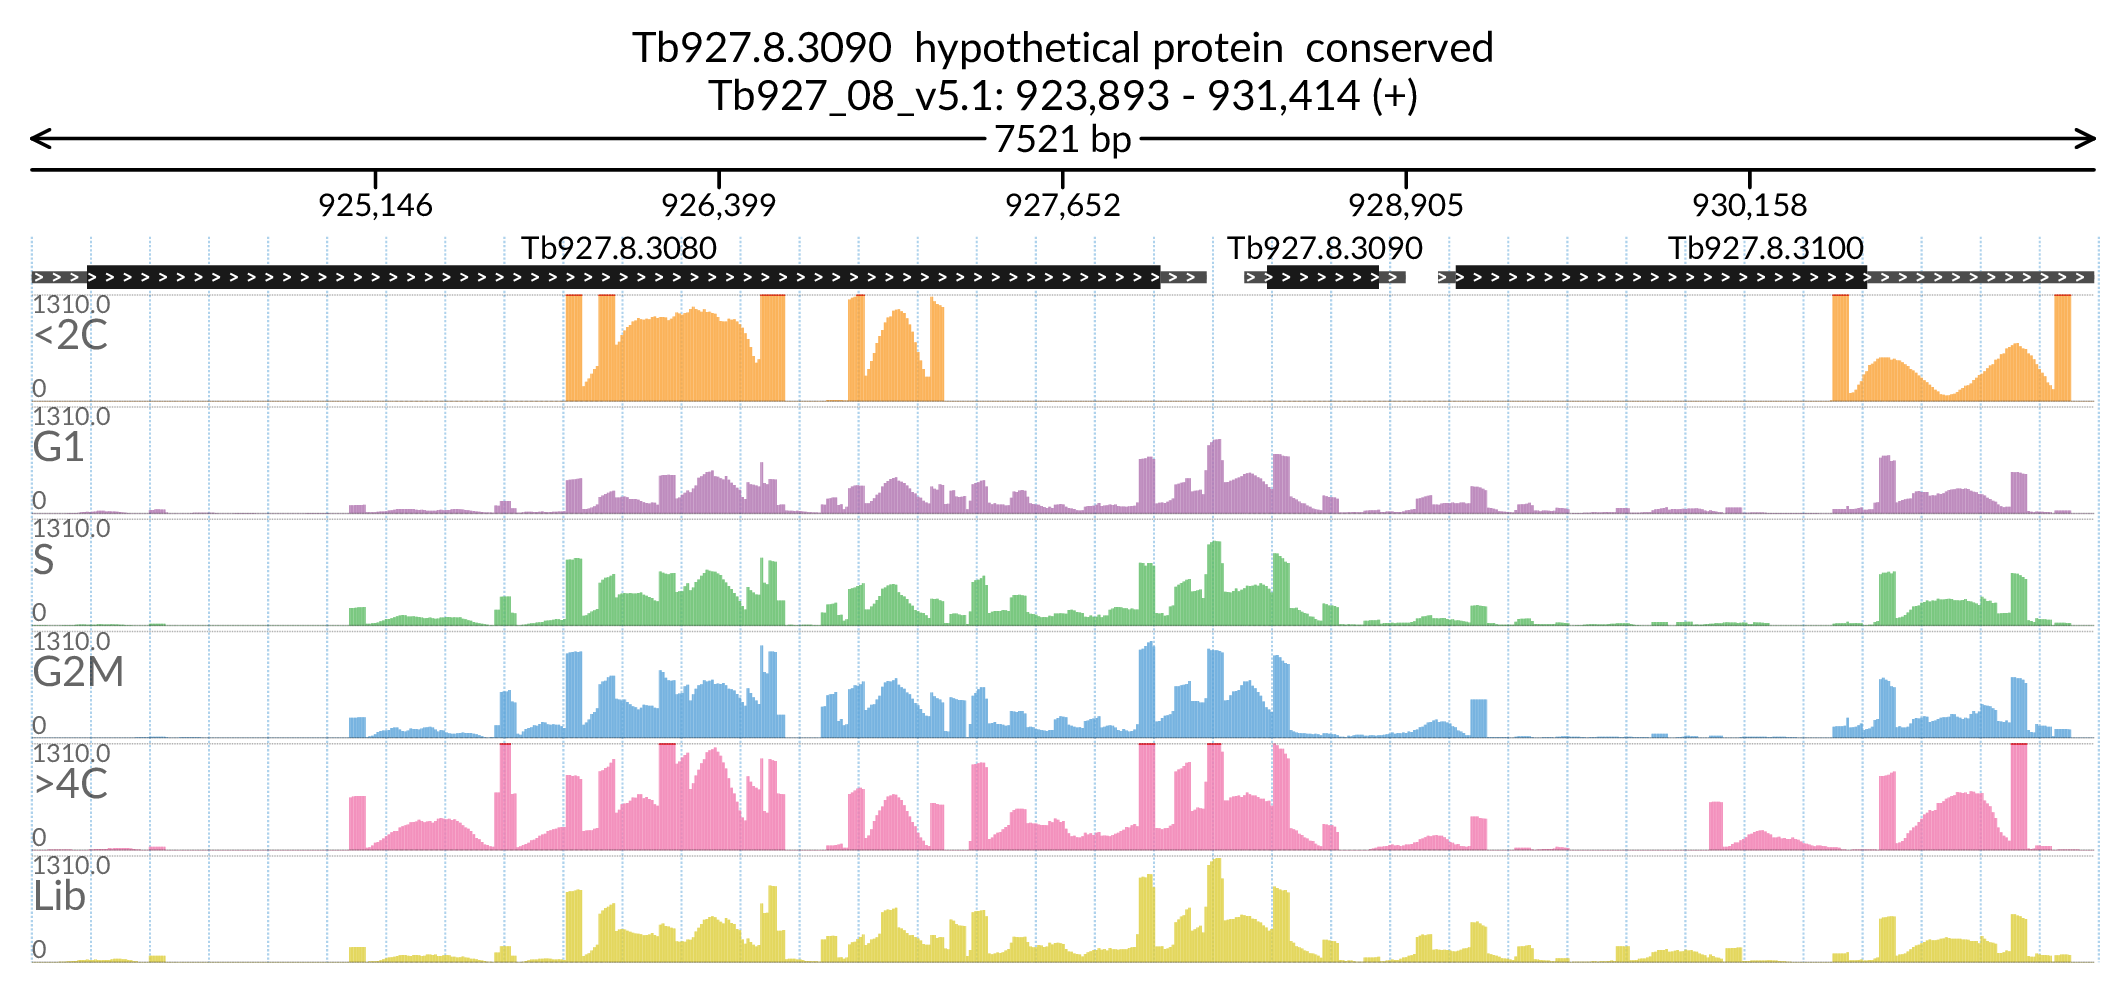 Tb927.8.3090  hypothetical protein  conserved
Tb927_08_v5.1: 923,893 - 931,414 (+)
7521 bp
925,146 926,399 927,652 928,905 930,158
Tb927.8.3080 Tb927.8.3090 Tb927.8.3100
1310.0
<2C
0
1310.0
G1
0
1310.0
S
0
1310.0
G2M
0
1310.0
>4C
0
1310.0
Lib
0